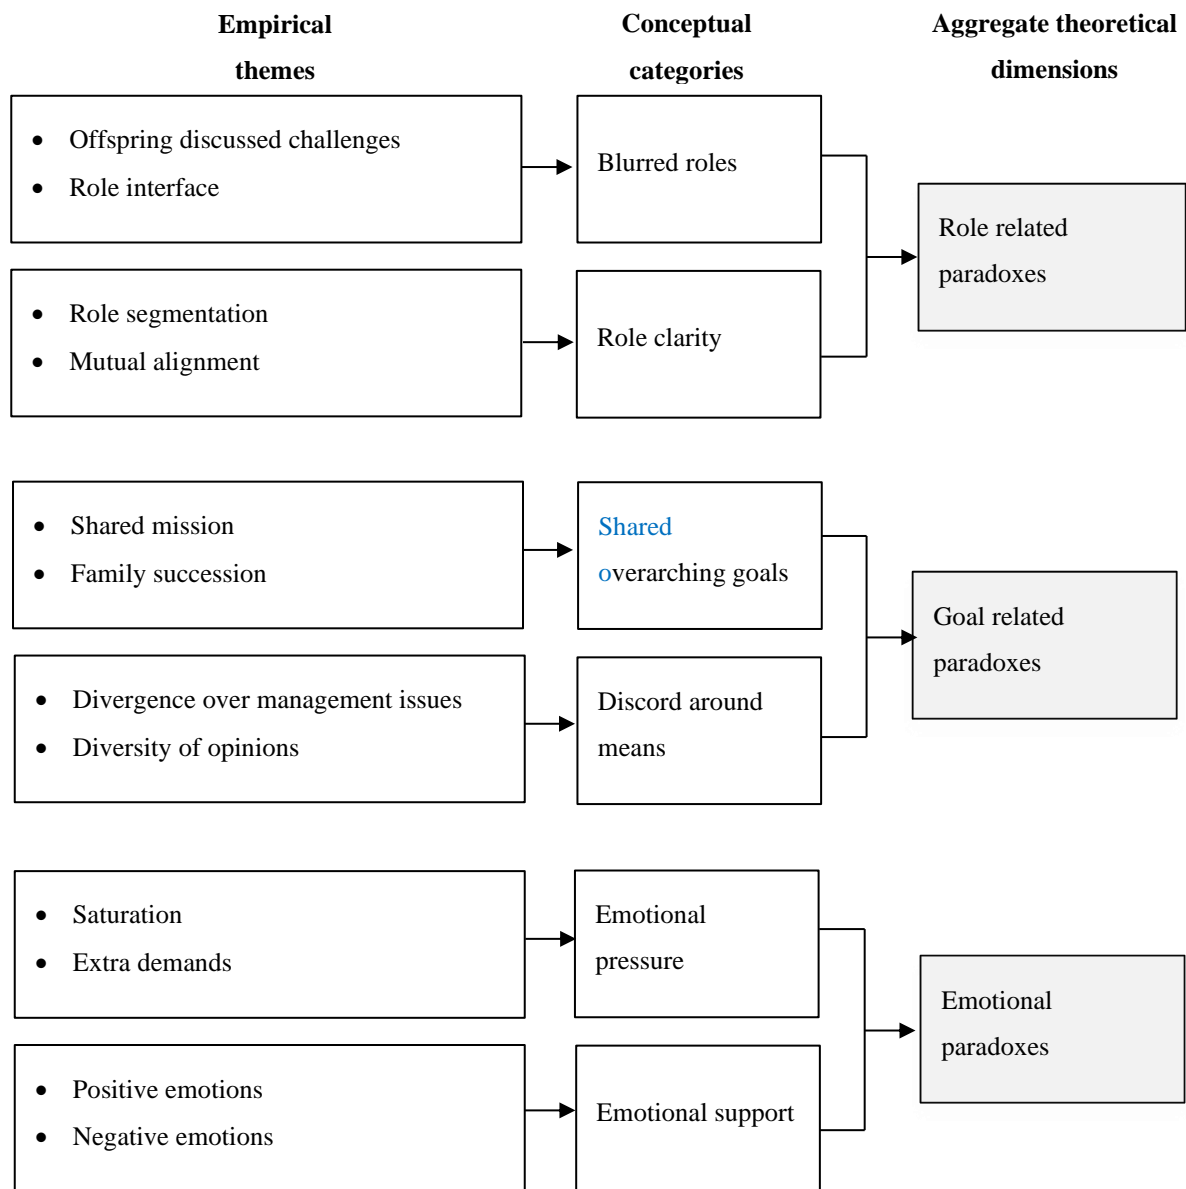 Empirical
themes
Conceptual
categories
Aggregate theoretical
dimensions
• Offspring discussed challenges
• Role interface
Blurred roles
Role related
paradoxes
• Role segmentation
• Mutual alignment
Role clarity
• Shared mission
• Family succession
Shared
overarching goals
Goal related
paradoxes
• Divergence over management issues
• Diversity of opinions
Discord around
means
• Saturation
• Extra demands
Emotional
pressure
Emotional
paradoxes
• Positive emotions
• Negative emotions
Emotional support